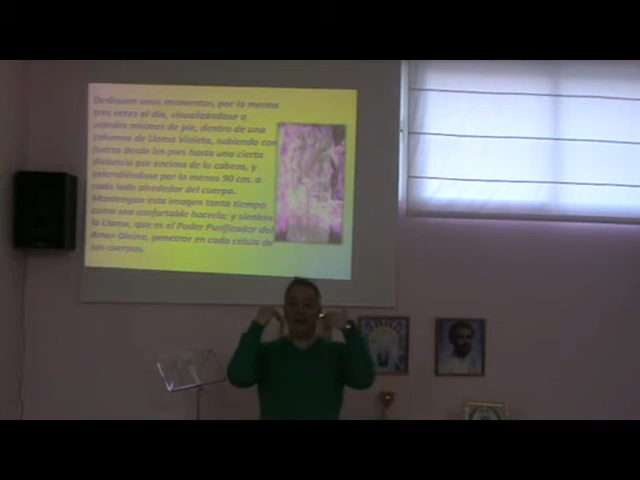 Dediquen unos momentos, por lo menos
tres veces al día, visualizándose a
ustedes mismos de pie, dentro de una
columna de Llama Violeta, subiendo con
fuerza desde los pies hasta una cierta
distancia por encima de la cabeza, y
extendiéndose por lo menos 90 cm. a
cada lado alrededor del cuerpo.
Mantengan esta imagen tanto tiempo
como sea confortable hacerlo; y sientan
la Llama, que es el Poder Purificador del
Amor Divino, penetrar en cada célula de
sus cuerpos.